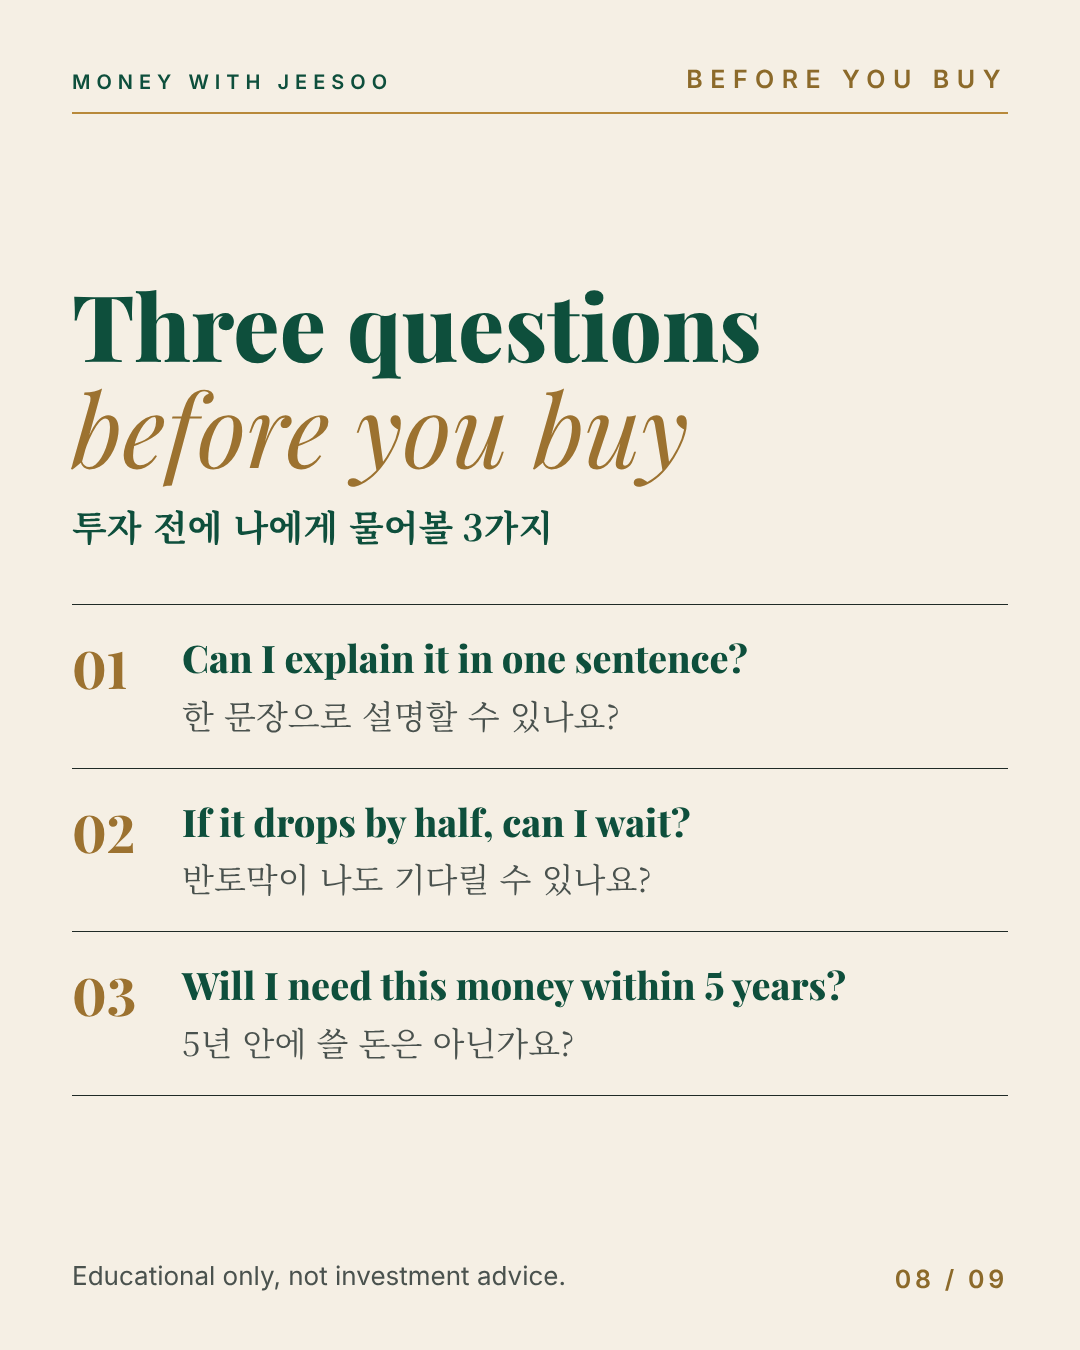 MONEY WITH JEESOO
BEFORE YOU BUY
Three questions
before you buy
투자 전에 나에게 물어볼 3가지
01
Can I explain it in one sentence?
한 문장으로 설명할 수 있나요?
02
If it drops by half, can I wait?
반토막이 나도 기다릴 수 있나요?
03
Will I need this money within 5 years?
5년 안에 쓸 돈은 아닌가요?
Educational only, not investment advice.
08 / 09